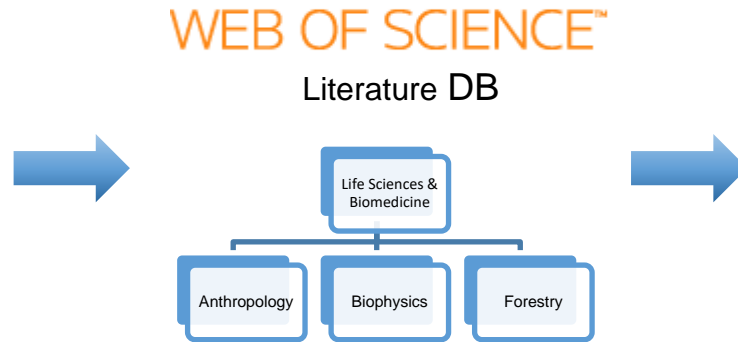 WEB OF SCIENCE™
Literature DB
Life Sciences &
Biomedicine
Anthropology
Biophysics
Forestry